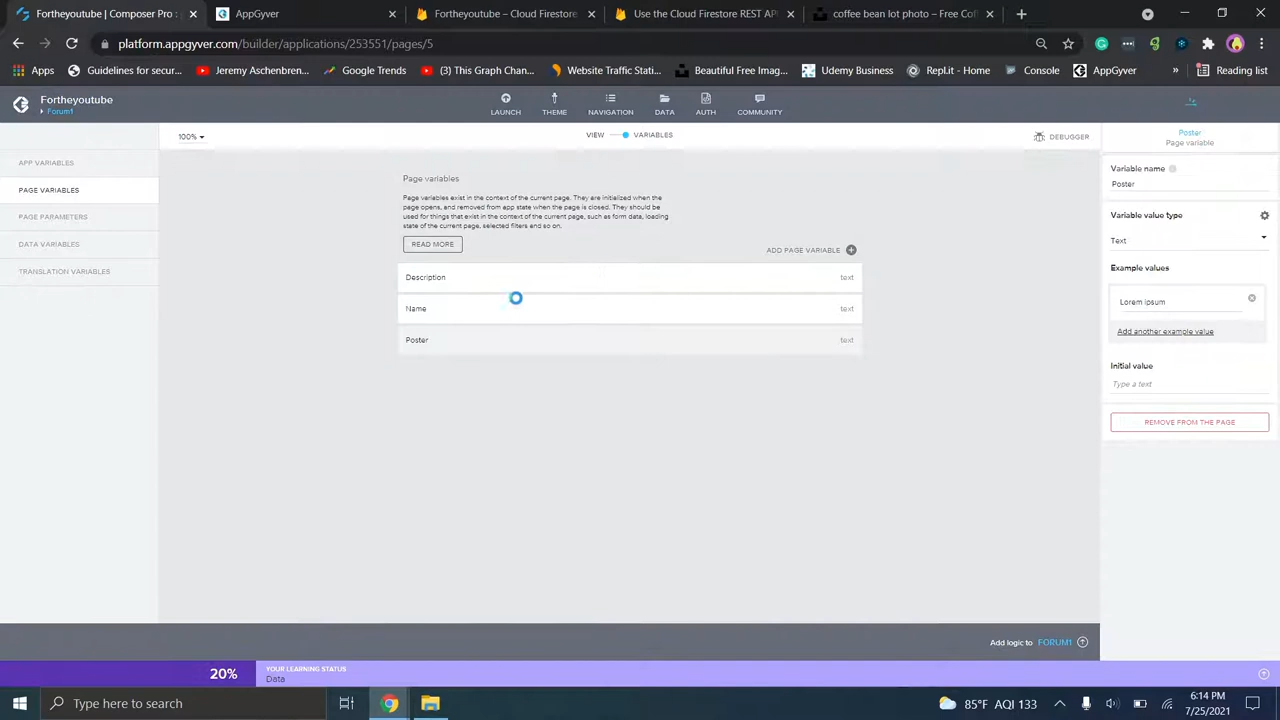 Fortheyoutube | Composer Pro :
AppGyver
Fortheyoutube – Cloud Firestore
Use the Cloud Firestore REST API
coffee bean lot photo – Free Coff
platform.appgyver.com/builder/applications/253551/pages/5
Apps
Guidelines for secur...
Jeremy Aschenbren...
Google Trends
(3) This Graph Chan...
Website Traffic Stati...
Beautiful Free Imag...
Udemy Business
RepLit - Home
Console
AppGyver
Reading list
Fortheyoutube
Forum1
LAUNCH
THEME
NAVIGATION
DATA
AUTH
COMMUNITY
100%
VIEW
VARIABLES
DEBUGGER
APP VARIABLES
PAGE VARIABLES
PAGE PARAMETERS
DATA VARIABLES
TRANSLATION VARIABLES
Page variables
Page variables exist in the context of the current page. They are initialized when the
page opens, and removed from app state when the page is closed. They should be
used for things that exist in the context of the current page, such as form data, loading
state of the current page, selected filters and so on.
READ MORE
ADD PAGE VARIABLE
Description text
Name text
Poster text
Poster
Page variable
Variable name
Poster
Variable value type
Text
Example values
Lorem ipsum
Add another example value
Initial value
Type a text
REMOVE FROM THE PAGE
Add logic to FORUM1
20%
YOUR LEARNING STATUS
Data
Type here to search
85°F AQI 133
6:14 PM
7/25/2021